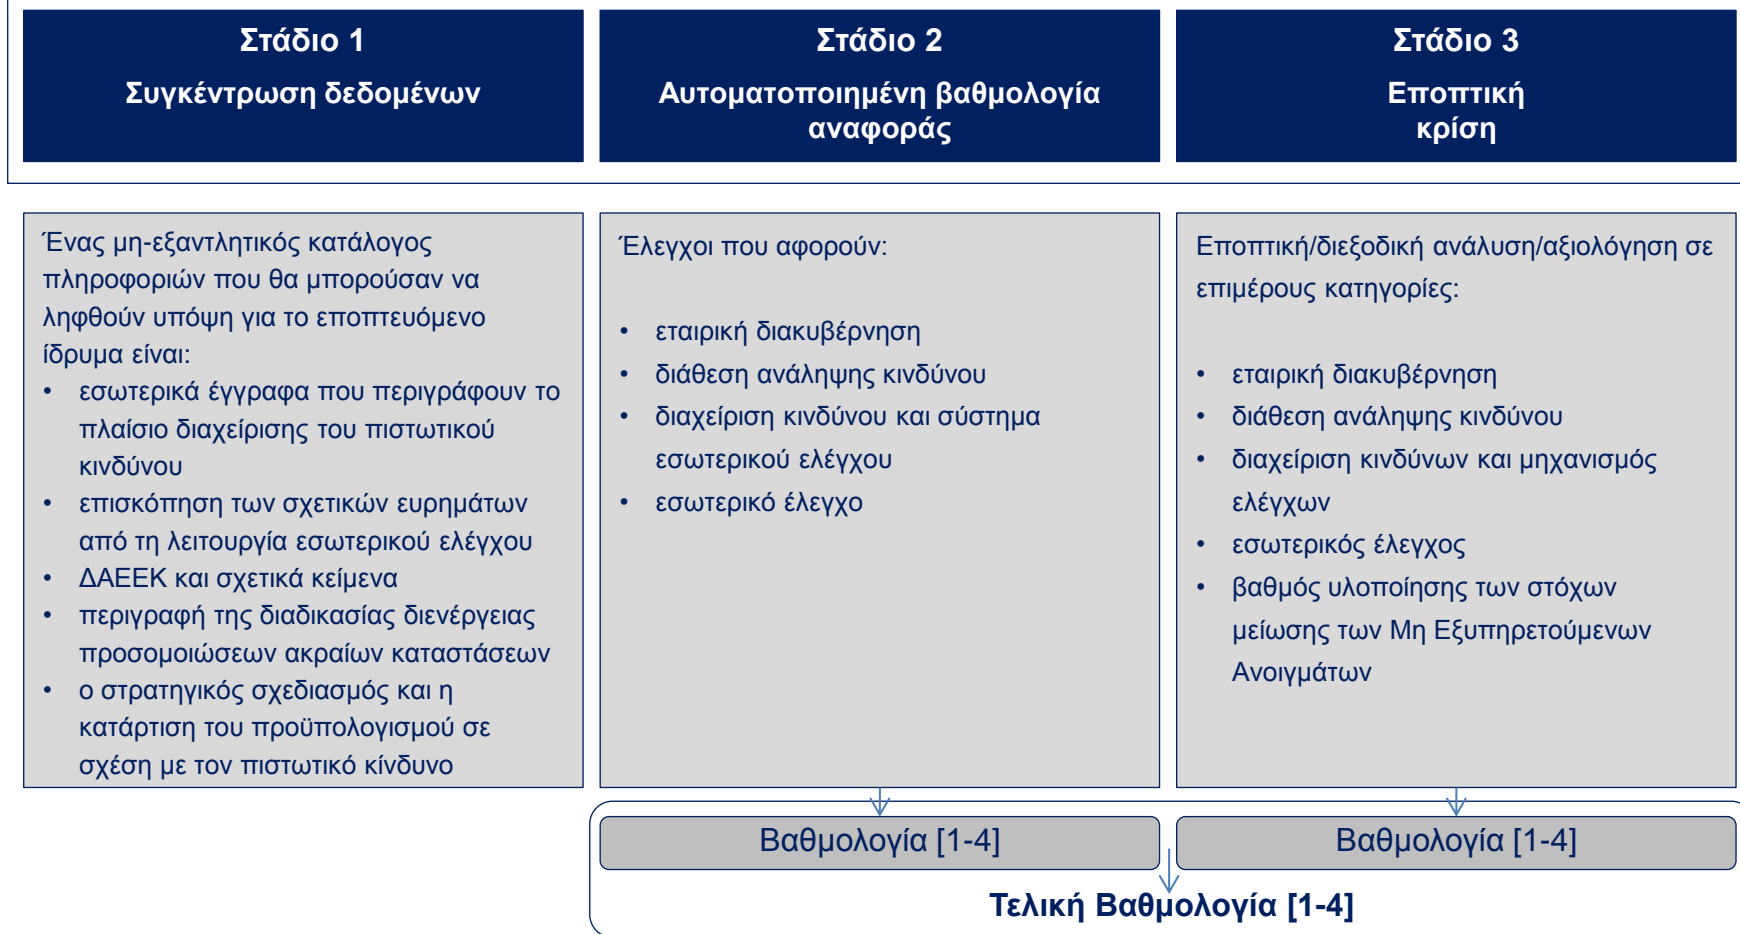 Στάδιο 1
Συγκέντρωση δεδομένων
Στάδιο 2
Αυτοματοποιημένη βαθμολογία
αναφοράς
Στάδιο 3
Εποπτική
κρίση
Ένας μη-εξαντλητικός κατάλογος
πληροφοριών που θα μπορούσαν να
ληφθούν υπόψη για το εποπτευόμενο
ίδρυμα είναι:
• εσωτερικά έγγραφα που περιγράφουν το
πλαίσιο διαχείρισης του πιστωτικού
κινδύνου
• επισκόπηση των σχετικών ευρημάτων
από τη λειτουργία εσωτερικού ελέγχου
• ΔΑΕΕΚ και σχετικά κείμενα
• περιγραφή της διαδικασίας διενέργειας
προσομοιώσεων ακραίων καταστάσεων
• ο στρατηγικός σχεδιασμός και η
κατάρτιση του προϋπολογισμού σε
σχέση με τον πιστωτικό κίνδυνο
Έλεγχοι που αφορούν:
• εταιρική διακυβέρνηση
• διάθεση ανάληψης κινδύνου
• διαχείριση κινδύνου και σύστημα
εσωτερικού ελέγχου
• εσωτερικό έλεγχο
Εποπτική/διεξοδική ανάλυση/αξιολόγηση σε
επιμέρους κατηγορίες:
• εταιρική διακυβέρνηση
• διάθεση ανάληψης κινδύνου
• διαχείριση κινδύνων και μηχανισμός
ελέγχων
• εσωτερικός έλεγχος
• βαθμός υλοποίησης των στόχων
μείωσης των Μη Εξυπηρετούμενων
Ανοιγμάτων
Βαθμολογία [1-4]
Βαθμολογία [1-4]
Τελική Βαθμολογία [1-4]